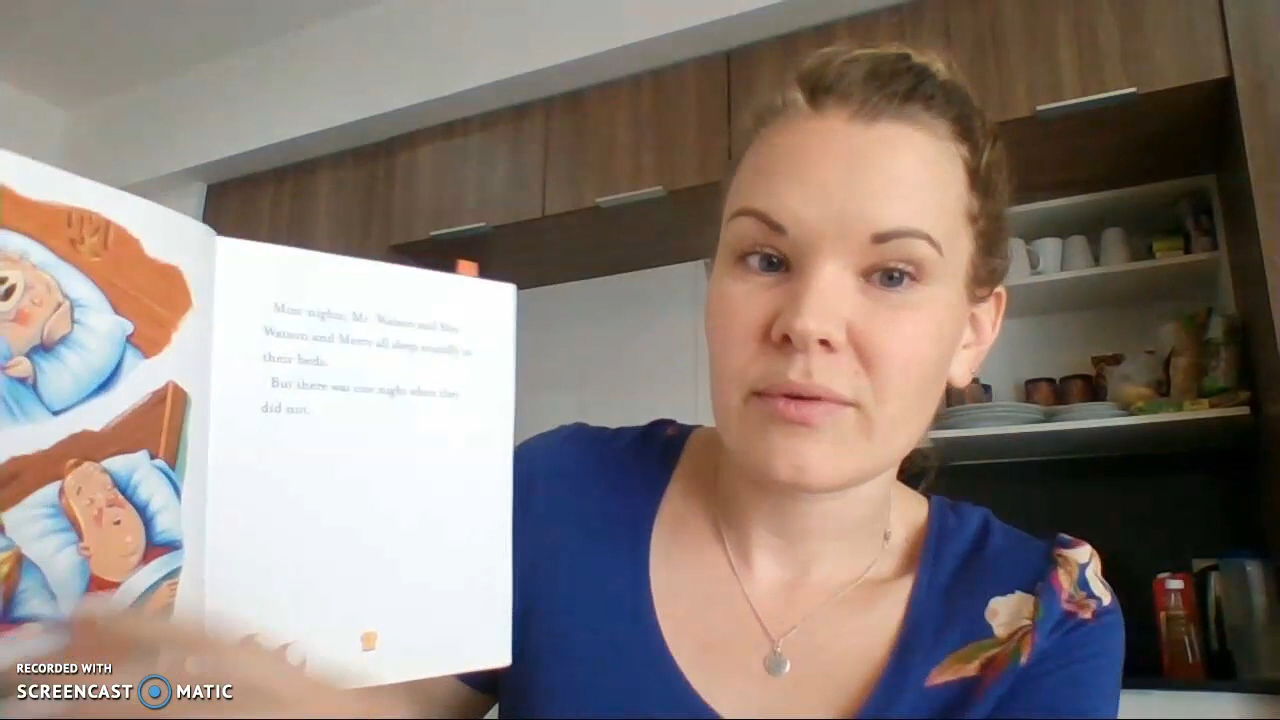 Most nights, Mr. Watson and Mrs.
Watson and Mercy all sleep soundly in
their beds.
But there was one night when they
did not.
RECORDED WITH
SCREENCAST MATIC